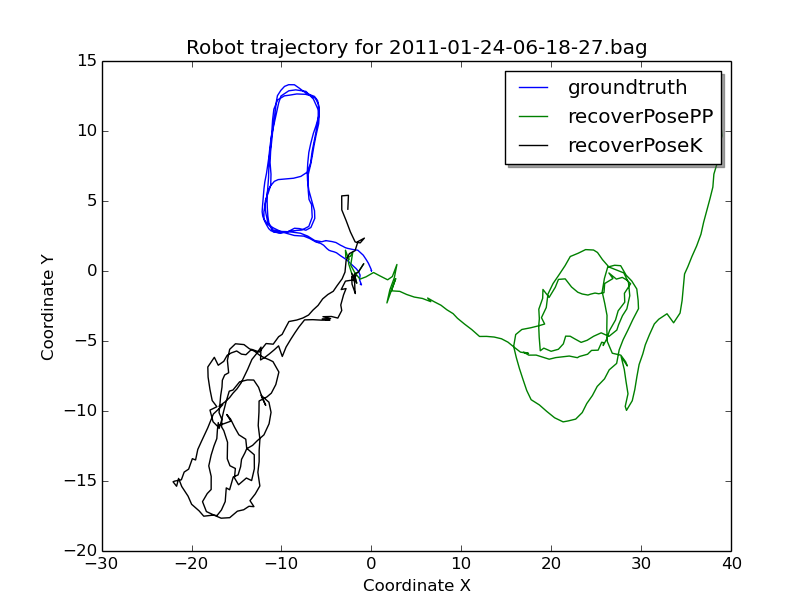 Robot trajectory for 2011-01-24-06-18-27.bag
groundtruth
recoverPosePP
recoverPoseK
Coordinate Y
15
10
5
0
−5
−10
−15
−20
−30 −20 −10 0 10 20 30 40
Coordinate X